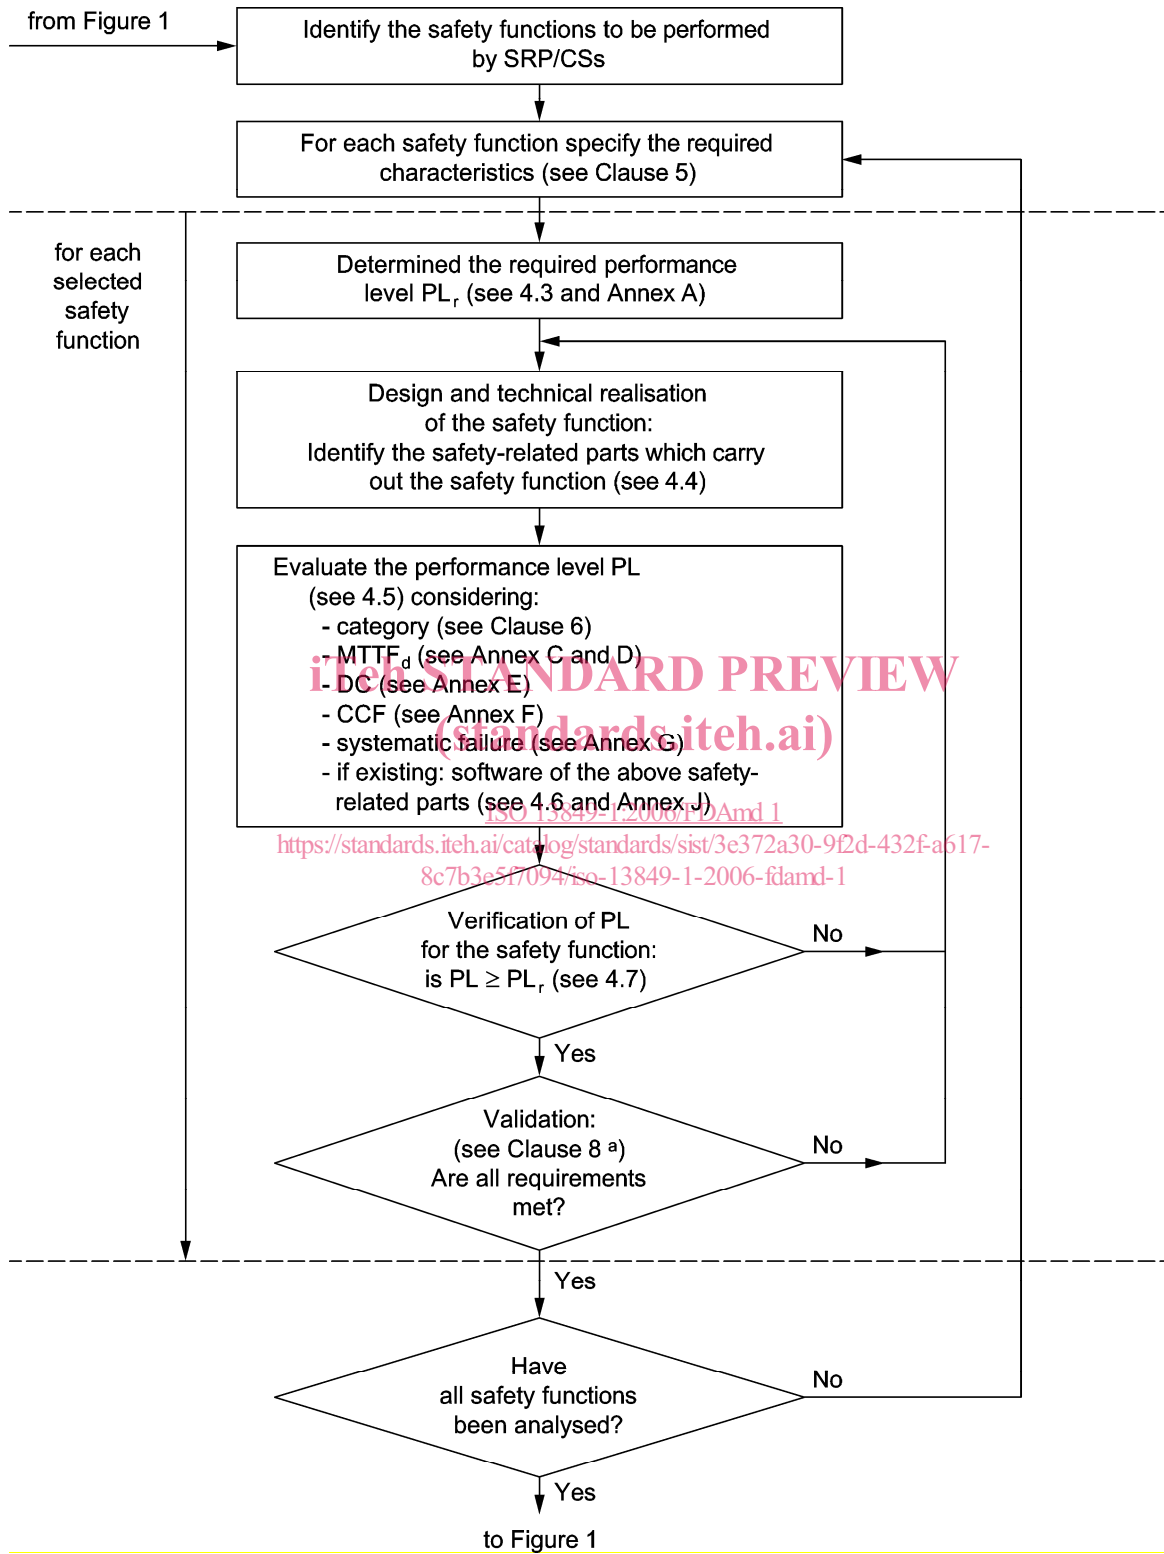 from Figure 1
Identify the safety functions to be performed
by SRP/CSs
For each safety function specify the required
characteristics (see Clause 5)
for each
selected
safety
function
Determined the required performance
level PLr (see 4.3 and Annex A)
Design and technical realisation
of the safety function:
Identify the safety-related parts which carry
out the safety function (see 4.4)
Evaluate the performance level PL
(see 4.5) considering:
- category (see Clause 6)
- MTTFd (see Annex C and D)
- DC (see Annex E)
- CCF (see Annex F)
- systematic failure (see Annex G)
- if existing: software of the above safety-
related parts (see 4.6 and Annex J)
iTeh STANDARD PREVIEW
(standards.iteh.ai)
ISO 13849-1:2006/FDAmd 1
https://standards.iteh.ai/catalog/standards/sist/3e372a30-9f2d-432f-a617-
8c7b3e5f7094/iso-13849-1-2006-fdamd-1
Verification of PL
for the safety function:
is PL ≥ PLr (see 4.7)
No
Yes
Validation:
(see Clause 8 a)
Are all requirements
met?
No
Yes
Have
all safety functions
been analysed?
No
Yes
to Figure 1